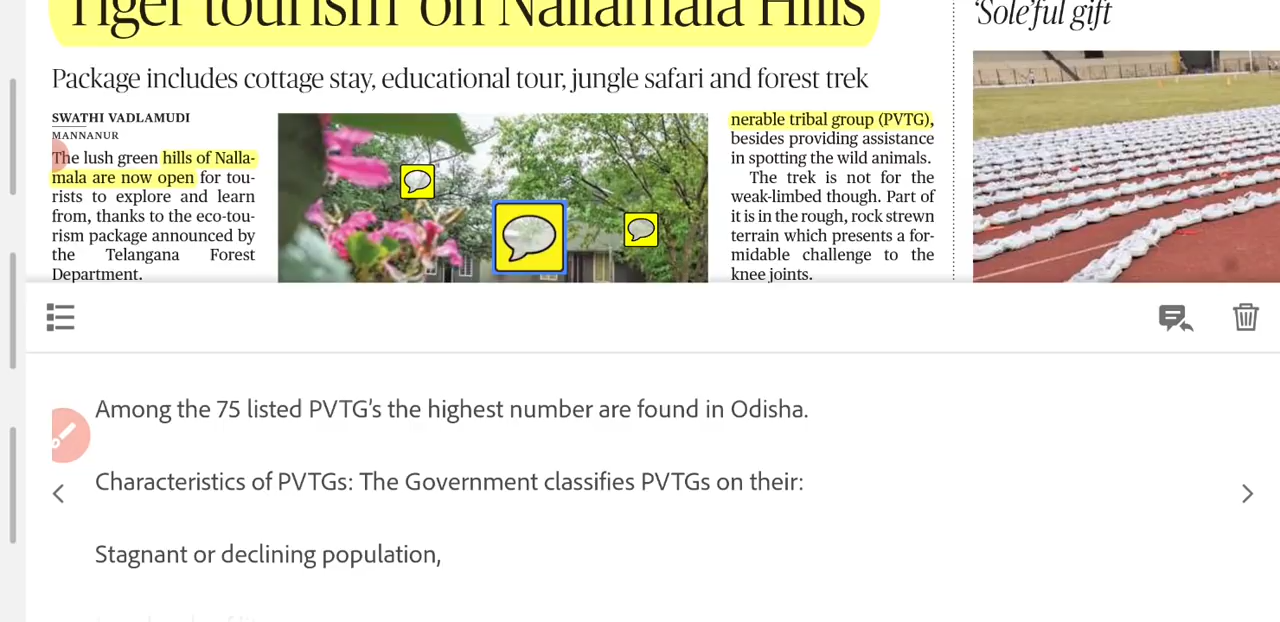 Tiger tourism on Nallamala Hills
'Sole'ful gift
Package includes cottage stay, educational tour, jungle safari and forest trek
SWATHI VADLAMUDI
MANNANUR
The lush green hills of Nalla-
mala are now open for tou-
rists to explore and learn
from, thanks to the eco-tou-
rism package announced by
the Telangana Forest
Department.
nerable tribal group (PVTG),
besides providing assistance
in spotting the wild animals.
The trek is not for the
weak-limbed though. Part of
it is in the rough, rock strewn
terrain which presents a for-
midable challenge to the
knee joints.
Among the 75 listed PVTG's the highest number are found in Odisha.
Characteristics of PVTGs: The Government classifies PVTGs on their:
Stagnant or declining population,